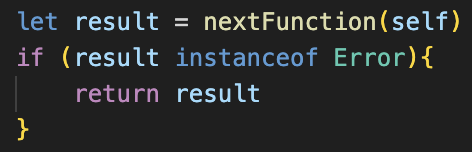 let result = nextFunction(self)
if (result instanceof Error){
    return result
}